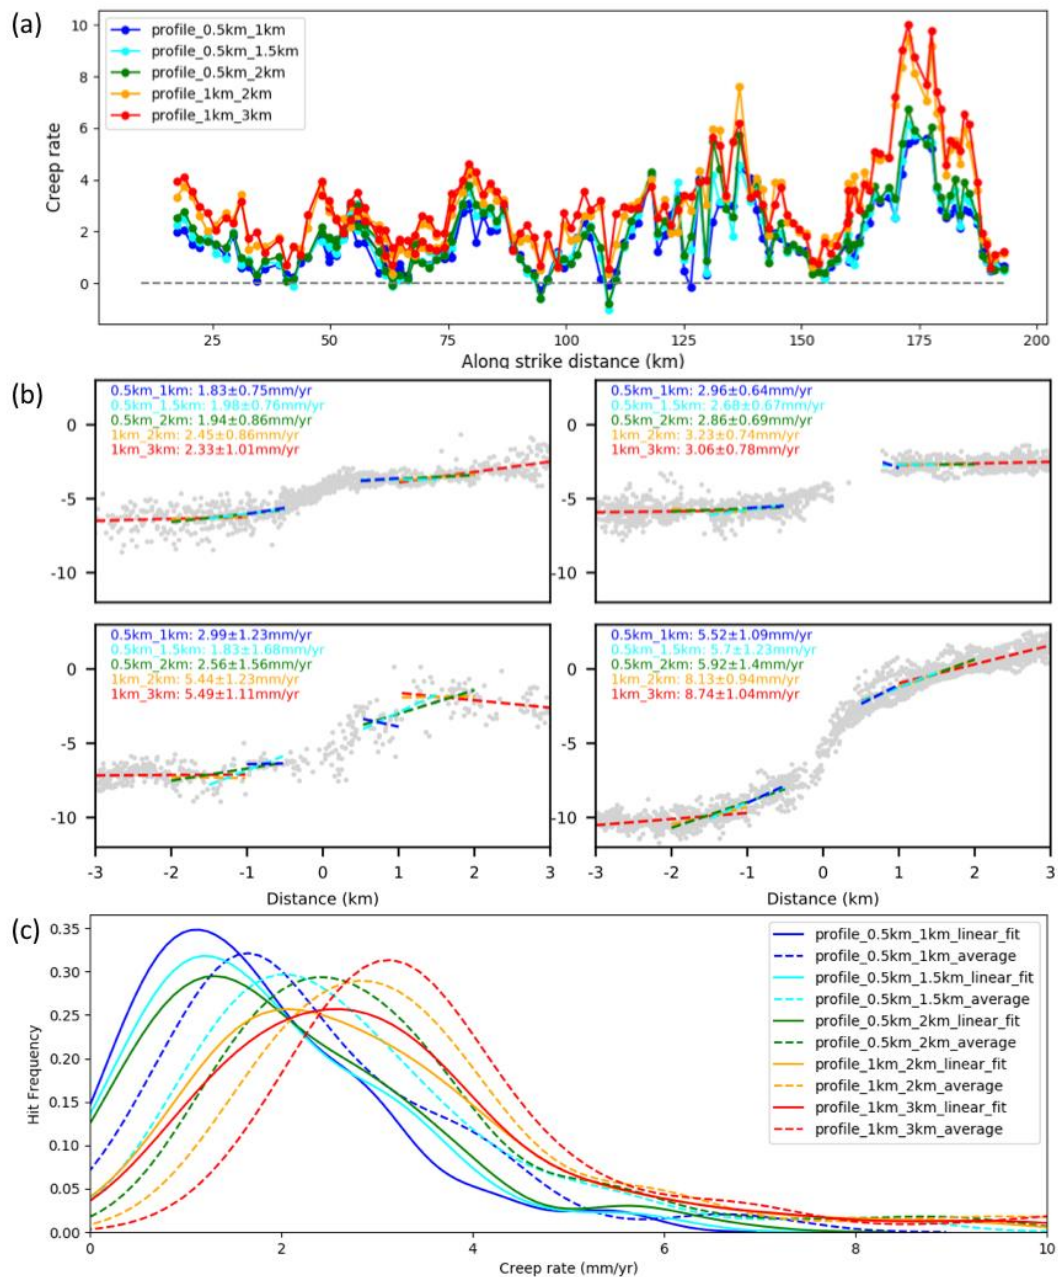 (a)
profile_0.5km_1km
profile_0.5km_1.5km
profile_0.5km_2km
profile_1km_2km
profile_1km_3km
Creep rate
10
8
6
4
2
0
25 50 75 100 125 150 175 200
Along strike distance (km)
(b)
0.5km_1km: 1.83±0.75mm/yr
0.5km_1.5km: 1.98±0.76mm/yr
0.5km_2km: 1.94±0.86mm/yr
1km_2km: 2.45±0.86mm/yr
1km_3km: 2.33±1.01mm/yr
0
-5
-10
0.5km_1km: 2.96±0.64mm/yr
0.5km_1.5km: 2.68±0.67mm/yr
0.5km_2km: 2.86±0.69mm/yr
1km_2km: 3.23±0.74mm/yr
1km_3km: 3.06±0.78mm/yr
0
-5
-10
0.5km_1km: 2.99±1.23mm/yr
0.5km_1.5km: 1.83±1.68mm/yr
0.5km_2km: 2.56±1.56mm/yr
1km_2km: 5.44±1.23mm/yr
1km_3km: 5.49±1.11mm/yr
0
-5
-10
-3 -2 -1 0 1 2 3
Distance (km)
0.5km_1km: 5.52±1.09mm/yr
0.5km_1.5km: 5.7±1.23mm/yr
0.5km_2km: 5.92±1.4mm/yr
1km_2km: 8.13±0.94mm/yr
1km_3km: 8.74±1.04mm/yr
0
-5
-10
-3 -2 -1 0 1 2 3
Distance (km)
(c)
profile_0.5km_1km_linear_fit
profile_0.5km_1km_average
profile_0.5km_1.5km_linear_fit
profile_0.5km_1.5km_average
profile_0.5km_2km_linear_fit
profile_0.5km_2km_average
profile_1km_2km_linear_fit
profile_1km_2km_average
profile_1km_3km_linear_fit
profile_1km_3km_average
Hit Frequency
0.35
0.30
0.25
0.20
0.15
0.10
0.05
0.00
0 2 4 6 8 10
Creep rate (mm/yr)